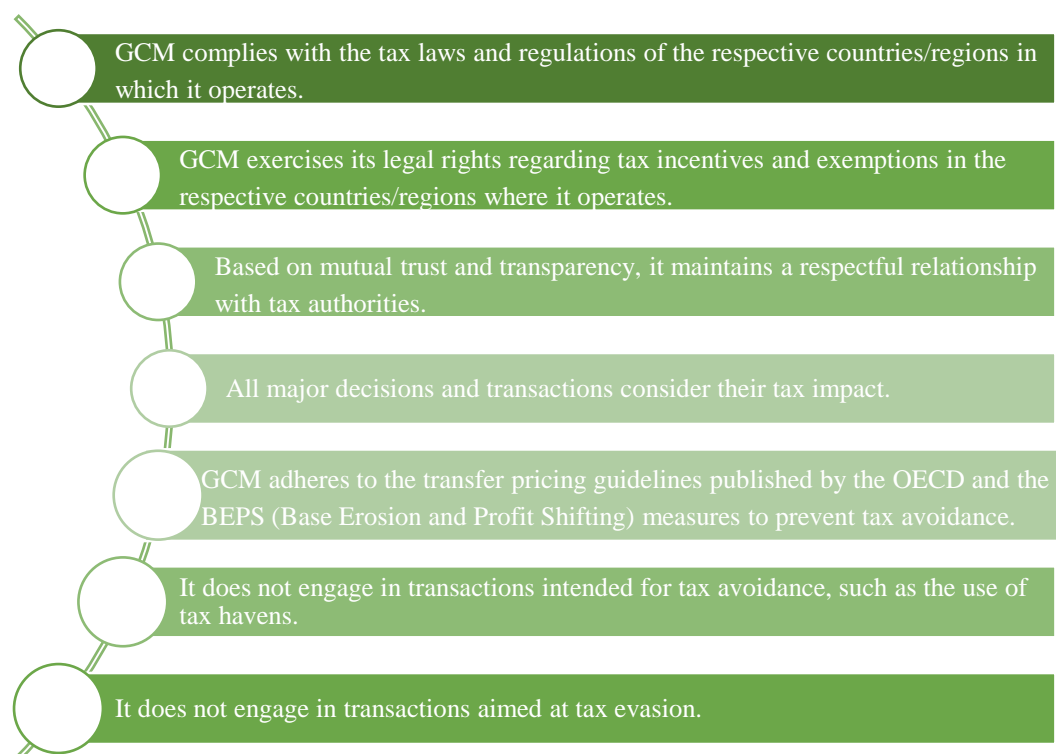 GCM complies with the tax laws and regulations of the respective countries/regions in
which it operates.
GCM exercises its legal rights regarding tax incentives and exemptions in the
respective countries/regions where it operates.
Based on mutual trust and transparency, it maintains a respectful relationship
with tax authorities.
All major decisions and transactions consider their tax impact.
GCM adheres to the transfer pricing guidelines published by the OECD and the
BEPS (Base Erosion and Profit Shifting) measures to prevent tax avoidance.
It does not engage in transactions intended for tax avoidance, such as the use of
tax havens.
It does not engage in transactions aimed at tax evasion.